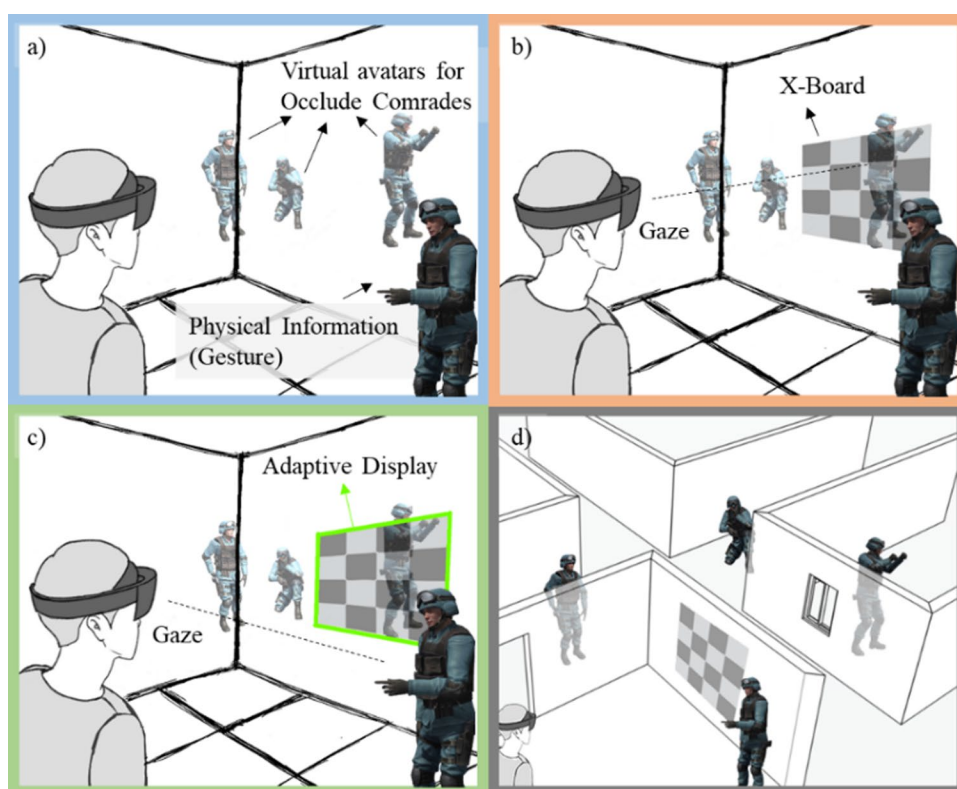 a)
Virtual avatars for
Occlude Comrades
Physical Information
(Gesture)
b)
X-Board
Gaze
c)
Adaptive Display
Gaze
d)